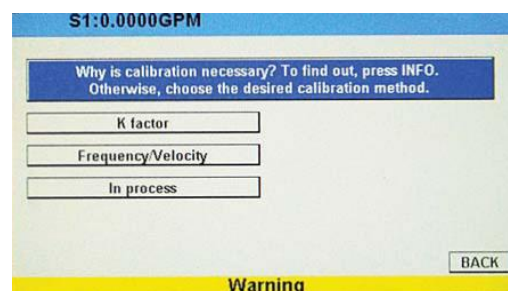 S1:0.0000GPM
Why is calibration necessary? To find out, press INFO.
Otherwise, choose the desired calibration method.
K factor
Frequency/Velocity
In process
BACK
Warning